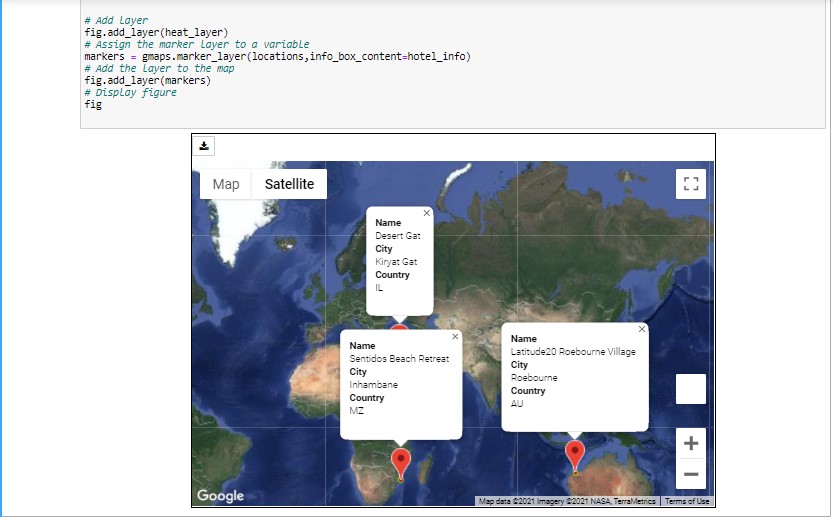 # Add Layer
fig.add_layer(heat_layer)
# Assign the marker layer to a variable
markers = gmaps.marker_layer(locations,info_box_content=hotel_info)
# Add the layer to the map
fig.add_layer(markers)
# Display figure
fig
Map Satellite
Name
Desert Gat
City
Kiryat Gat
Country
IL
Name
Sentidos Beach Retreat
City
Inhambane
Country
MZ
Name
Latitude20 Roebourne Village
City
Roebourne
Country
AU
Google
Map data ©2021 Imagery ©2021 NASA, TerraMetrics Terms of Use